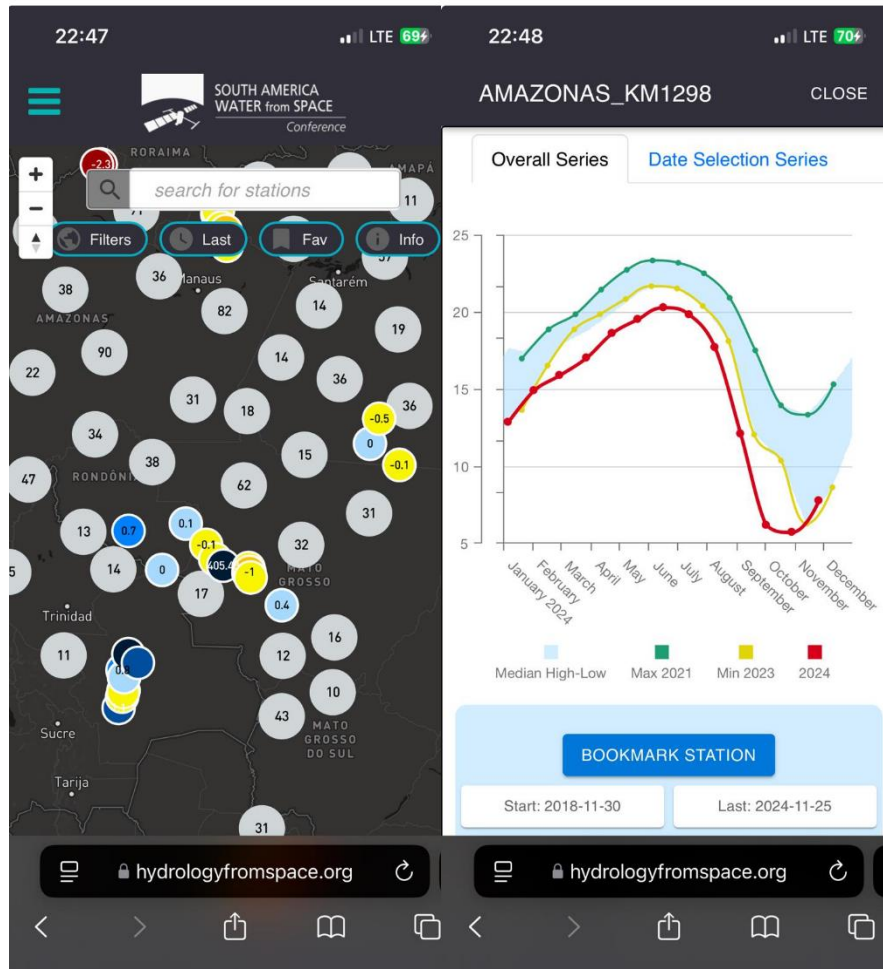 22:47
LTE 69
SOUTH AMERICA
WATER from SPACE
Conference
RORAIMA
-2.3
AMAPÁ
search for stations
11
Filters
Last
Fav
Info
Manaus
Santarém
36
38
AMAZONAS
82
14
19
90
14
22
36
31
18
36
-0.5
34
0
38
15
-0.1
47
RONDÔNI
62
31
0.1
13
0.7
-0.1
32
14
0
405.4
-1
MATO
GROSSO
17
0.4
Trinidad
16
11
12
0.8
10
43
MATO
GROSSO
DO SUL
Sucre
Tarija
31
hydrologyfromspace.org
22:48
LTE 70
AMAZONAS_KM1298
CLOSE
Overall Series
Date Selection Series
25
20
15
10
5
January 2024
February
March
April
May
June
July
August
September
October
November
December
Median High-Low
Max 2021
Min 2023
2024
BOOKMARK STATION
Start: 2018-11-30
Last: 2024-11-25
hydrologyfromspace.org